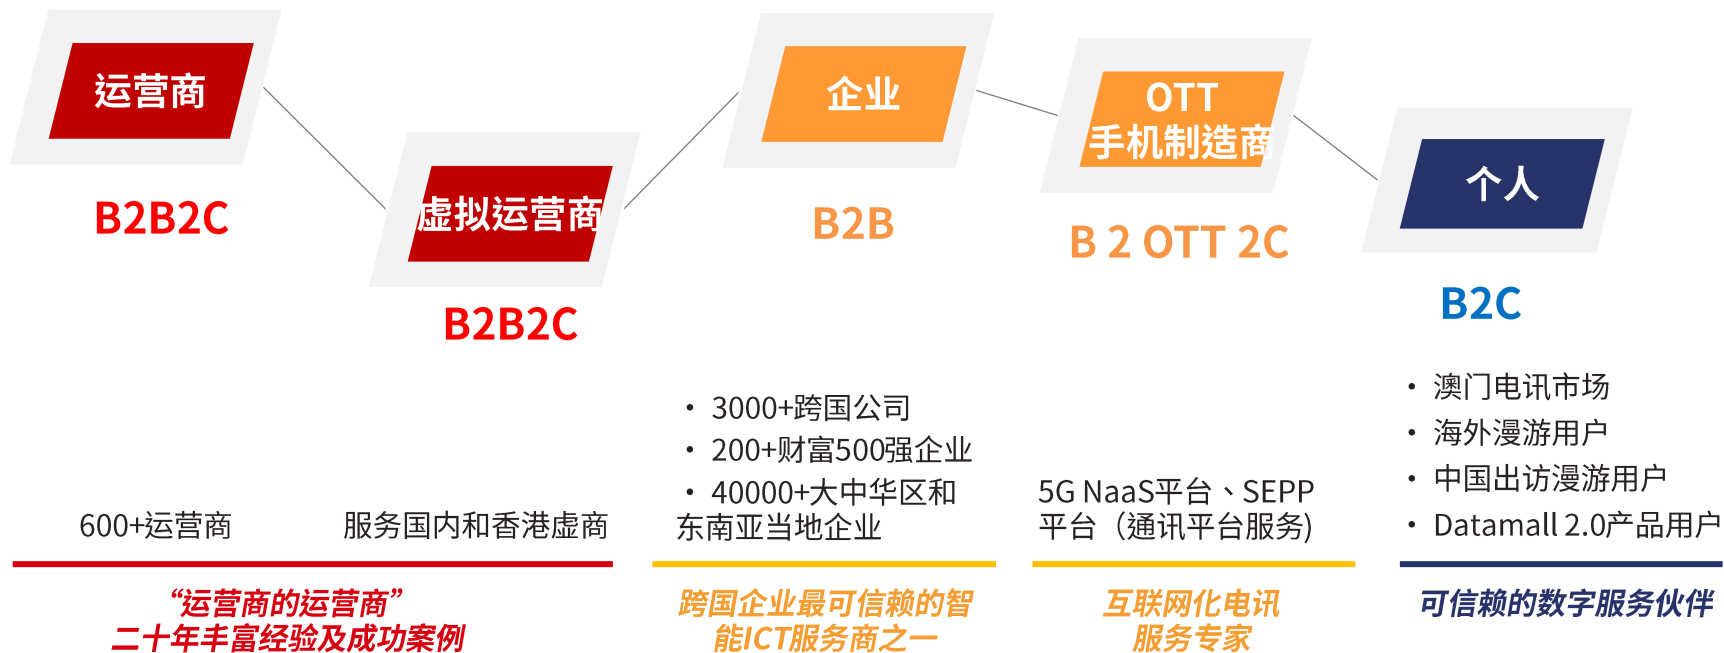 运营商
B2B2C
虚拟运营商
B2B2C
企业
B2B
OTT
手机制造商
B 2 OTT 2C
个人
B2C
600+运营商
服务国内和香港虚商
“运营商的运营商”
二十年丰富经验及成功案例
• 3000+跨国公司
• 200+财富500强企业
• 40000+大中华区和
东南亚当地企业
跨国企业最可信赖的智
能ICT服务商之一
5G NaaS平台、SEPP
平台（通讯平台服务)
互联网化电讯
服务专家
• 澳门电讯市场
• 海外漫游用户
• 中国出访漫游用户
• Datamall 2.0产品用户
可信赖的数字服务伙伴